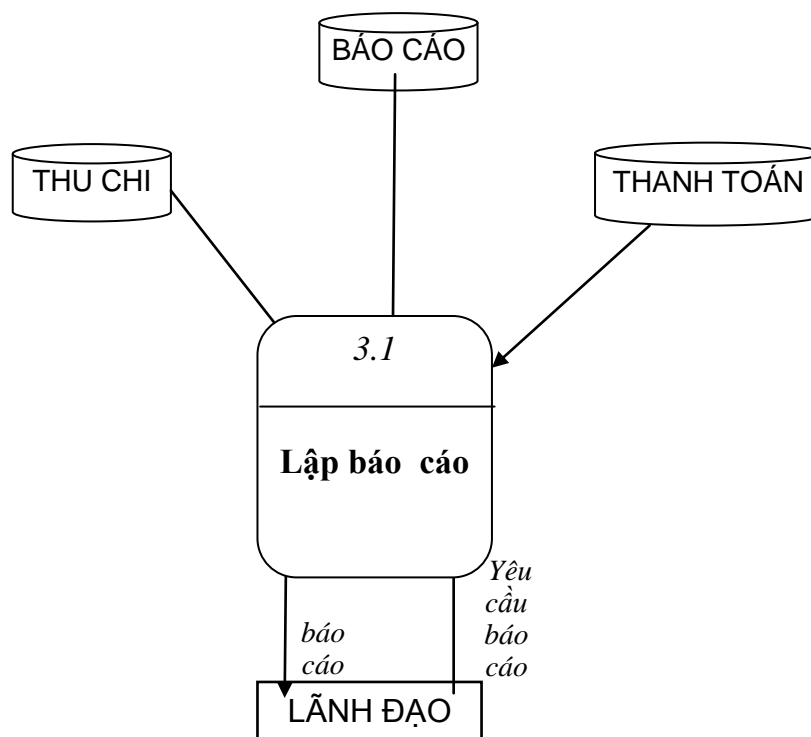 BÁO CÁO
THU CHI
THANH TOÁN
3.1
Lập báo cáo
báo
cáo
Yêu
cầu
báo
cáo
LÃNH ĐẠO